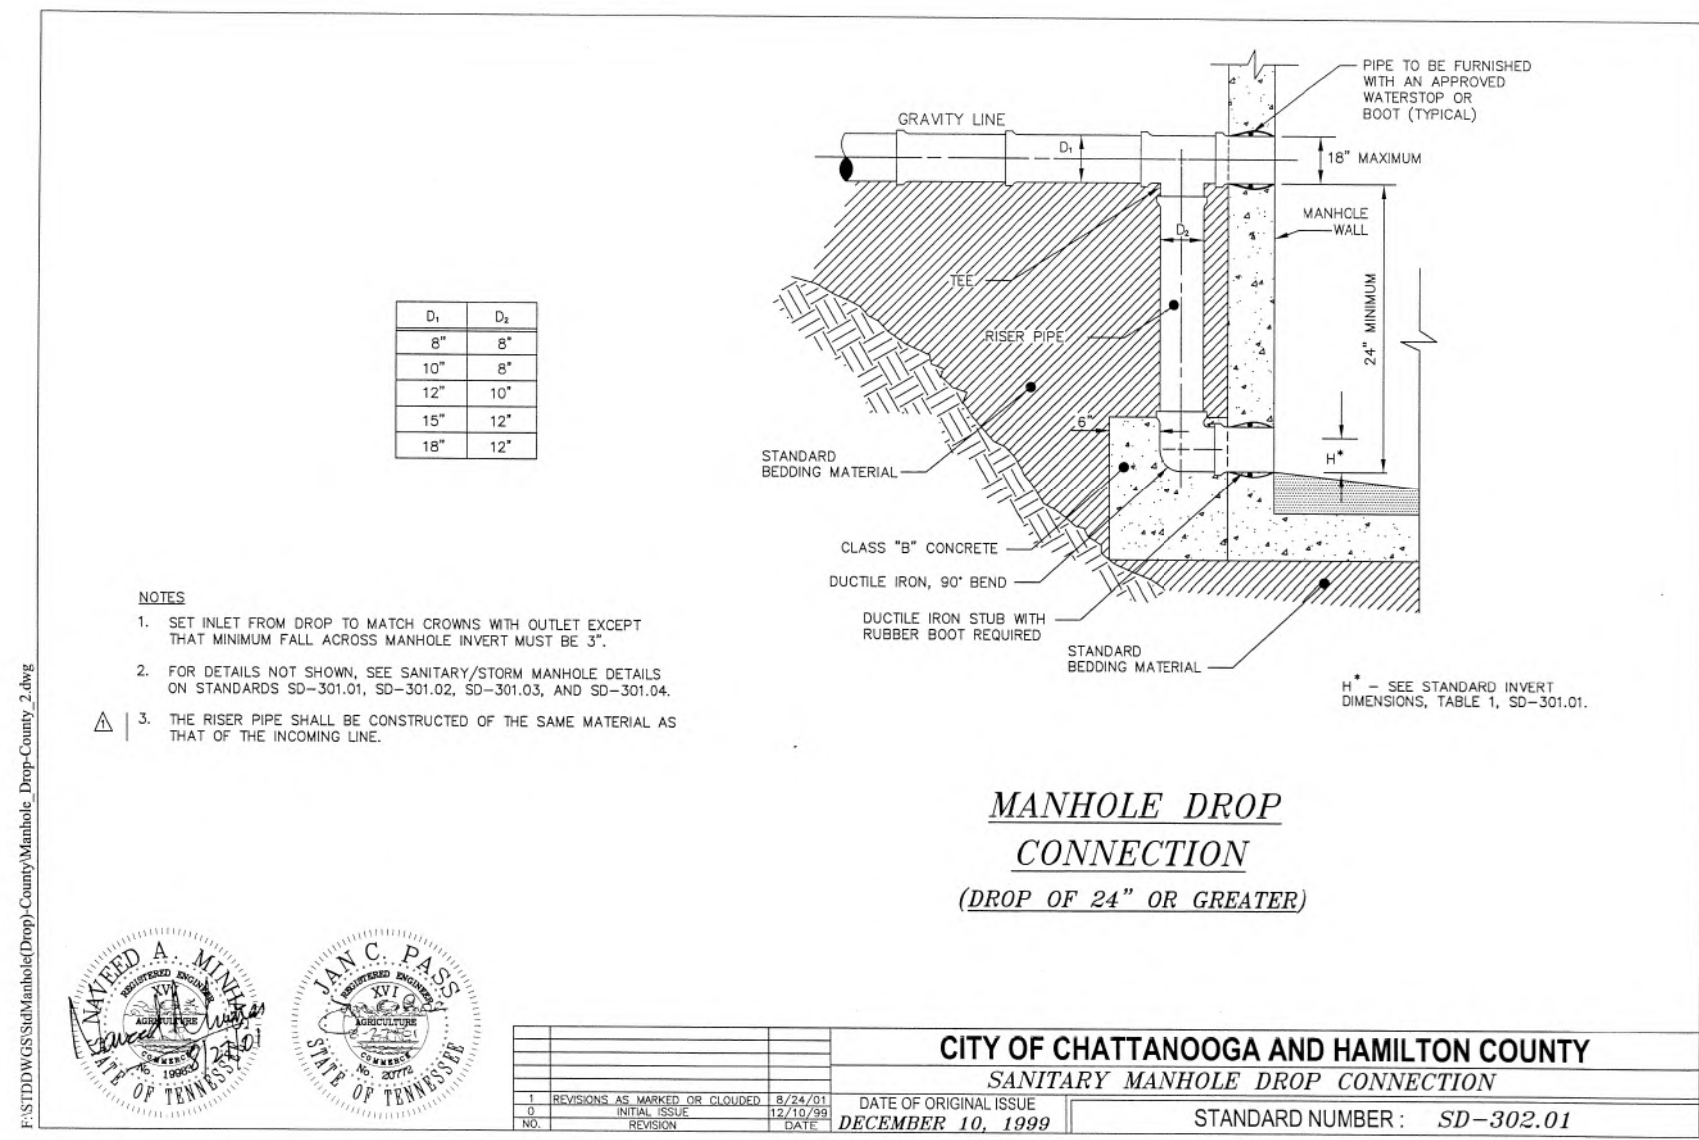 GRAVITY LINE
PIPE TO BE FURNISHED
WITH AN APPROVED
WATERSTOP OR
BOOT (TYPICAL)
D₁
18" MAXIMUM
MANHOLE
WALL
D₂
TEE
24" MINIMUM
RISER PIPE
6"
H*
STANDARD
BEDDING MATERIAL
CLASS "B" CONCRETE
DUCTILE IRON, 90° BEND
DUCTILE IRON STUB WITH
RUBBER BOOT REQUIRED
STANDARD
BEDDING MATERIAL
H* – SEE STANDARD INVERT
DIMENSIONS, TABLE 1, SD–301.01.
D₁ D₂
8" 8"
10" 8"
12" 10"
15" 12"
18" 12"
NOTES
1. SET INLET FROM DROP TO MATCH CROWNS WITH OUTLET EXCEPT
THAT MINIMUM FALL ACROSS MANHOLE INVERT MUST BE 3".
2. FOR DETAILS NOT SHOWN, SEE SANITARY/STORM MANHOLE DETAILS
ON STANDARDS SD–301.01, SD–301.02, SD–301.03, AND SD–301.04.
1 3. THE RISER PIPE SHALL BE CONSTRUCTED OF THE SAME MATERIAL AS
THAT OF THE INCOMING LINE.
MANHOLE DROP
CONNECTION
(DROP OF 24" OR GREATER)
F:\STDDWGS\StdManhole(Drop)-County\Manhole_Drop-County_2.dwg
NAVEED A. MINHAS
REGISTERED ENGINEER
XVI
AGRICULTURE
COMMERCE
STATE OF TENNESSEE
JAN C. PASS
REGISTERED ENGINEER
XVI
AGRICULTURE
COMMERCE
No. 20772
STATE OF TENNESSEE
1 REVISIONS AS MARKED OR CLOUDED 8/24/01
0 INITIAL ISSUE 12/10/99
NO. REVISION DATE
CITY OF CHATTANOOGA AND HAMILTON COUNTY
SANITARY MANHOLE DROP CONNECTION
DATE OF ORIGINAL ISSUE
DECEMBER 10, 1999
STANDARD NUMBER : SD–302.01